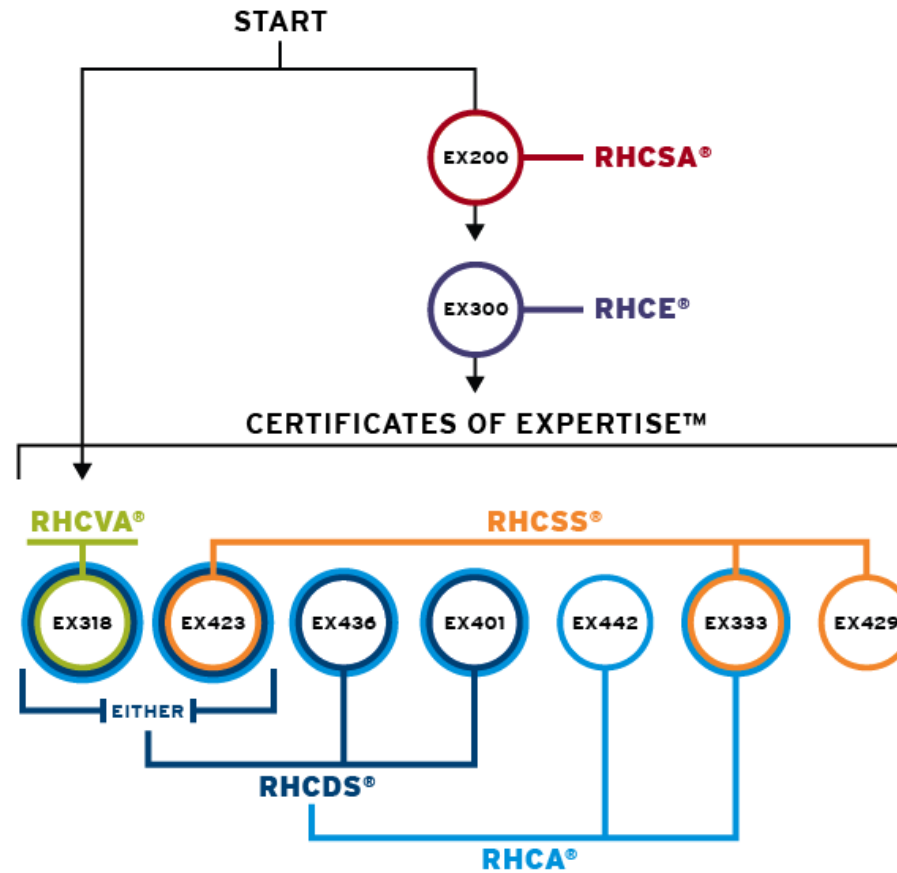 START
EX200
RHCSA®
EX300
RHCE®
CERTIFICATES OF EXPERTISE™
RHCVA®
RHCSS®
EX318
EX423
EX436
EX401
EX442
EX333
EX429
EITHER
RHCDS®
RHCA®